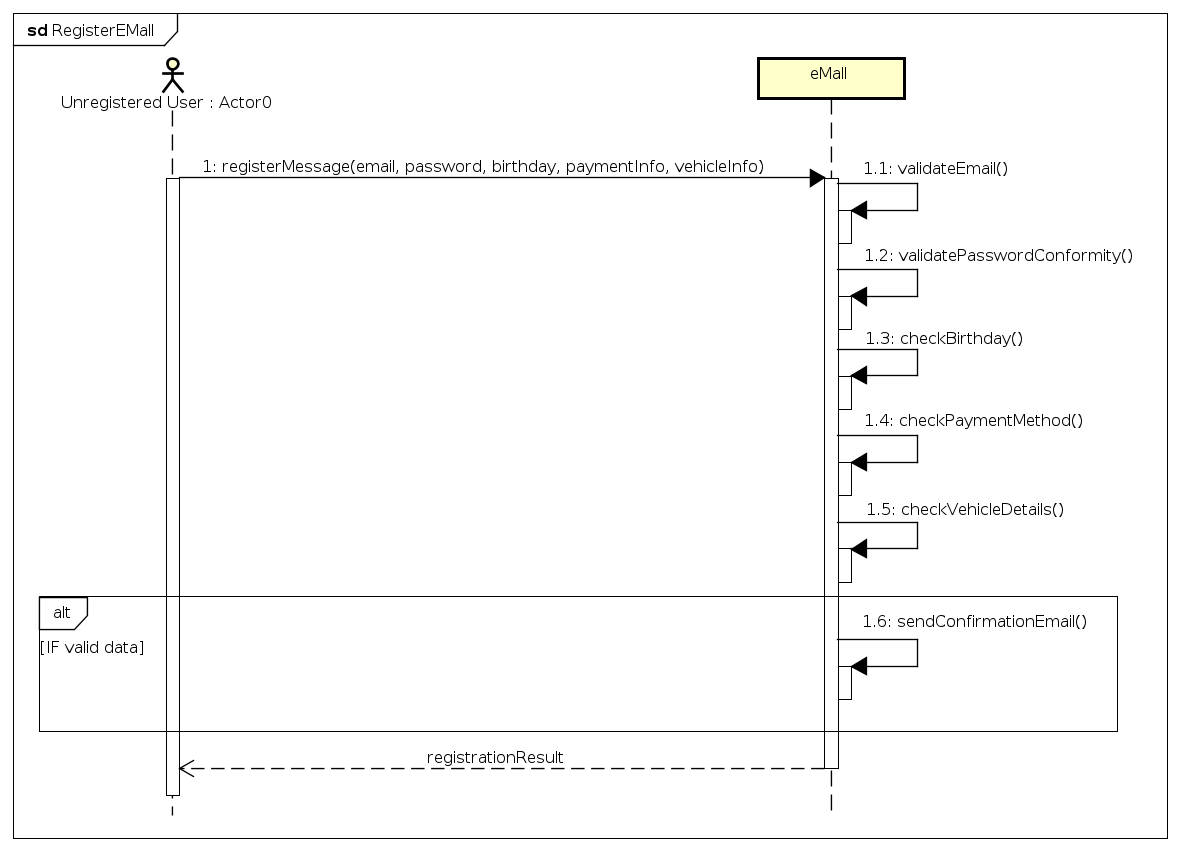 sd RegisterEMall
Unregistered User : Actor0
eMall
1: registerMessage(email, password, birthday, paymentInfo, vehicleInfo)
1.1: validateEmail()
1.2: validatePasswordConformity()
1.3: checkBirthday()
1.4: checkPaymentMethod()
1.5: checkVehicleDetails()
alt
[IF valid data]
1.6: sendConfirmationEmail()
registrationResult